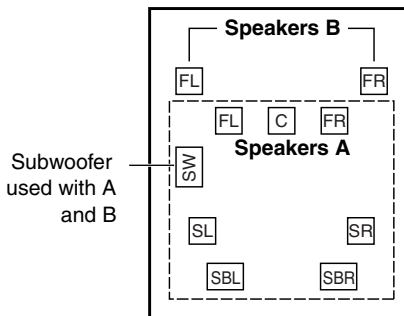 Speakers B
FL
FR
FL
C
FR
Speakers A
Subwoofer
used with A
and B
SW
SL
SR
SBL
SBR